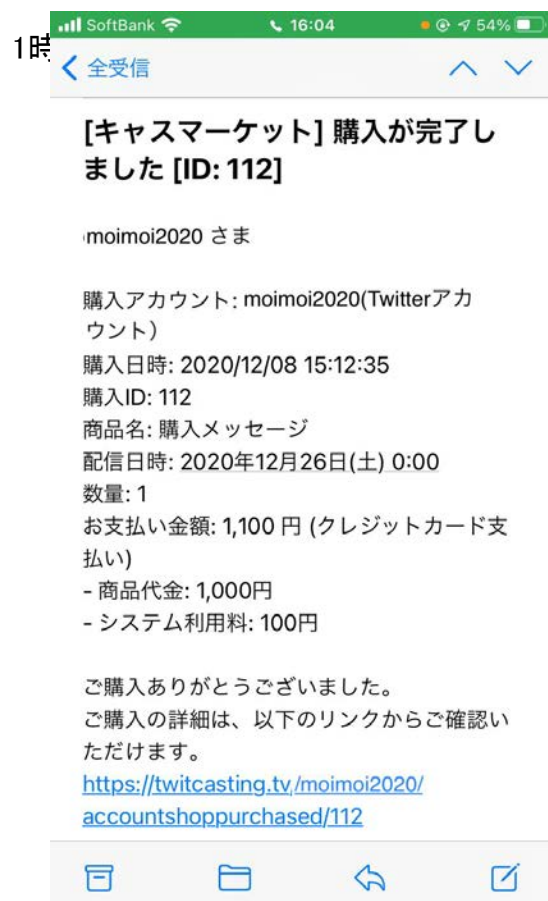 SoftBank 16:04 54%
1時
全受信
[キャスマーケット] 購入が完了し
ました [ID: 112]
moimoi2020 さま
購入アカウント: moimoi2020(Twitterアカ
ウント）
購入日時: 2020/12/08 15:12:35
購入ID: 112
商品名: 購入メッセージ
配信日時: 2020年12月26日(土) 0:00
数量: 1
お支払い金額: 1,100 円 (クレジットカード支
払い)
- 商品代金: 1,000円
- システム利用料: 100円
ご購入ありがとうございました。
ご購入の詳細は、以下のリンクからご確認い
ただけます。
https://twitcasting.tv/moimoi2020/
accountshoppurchased/112